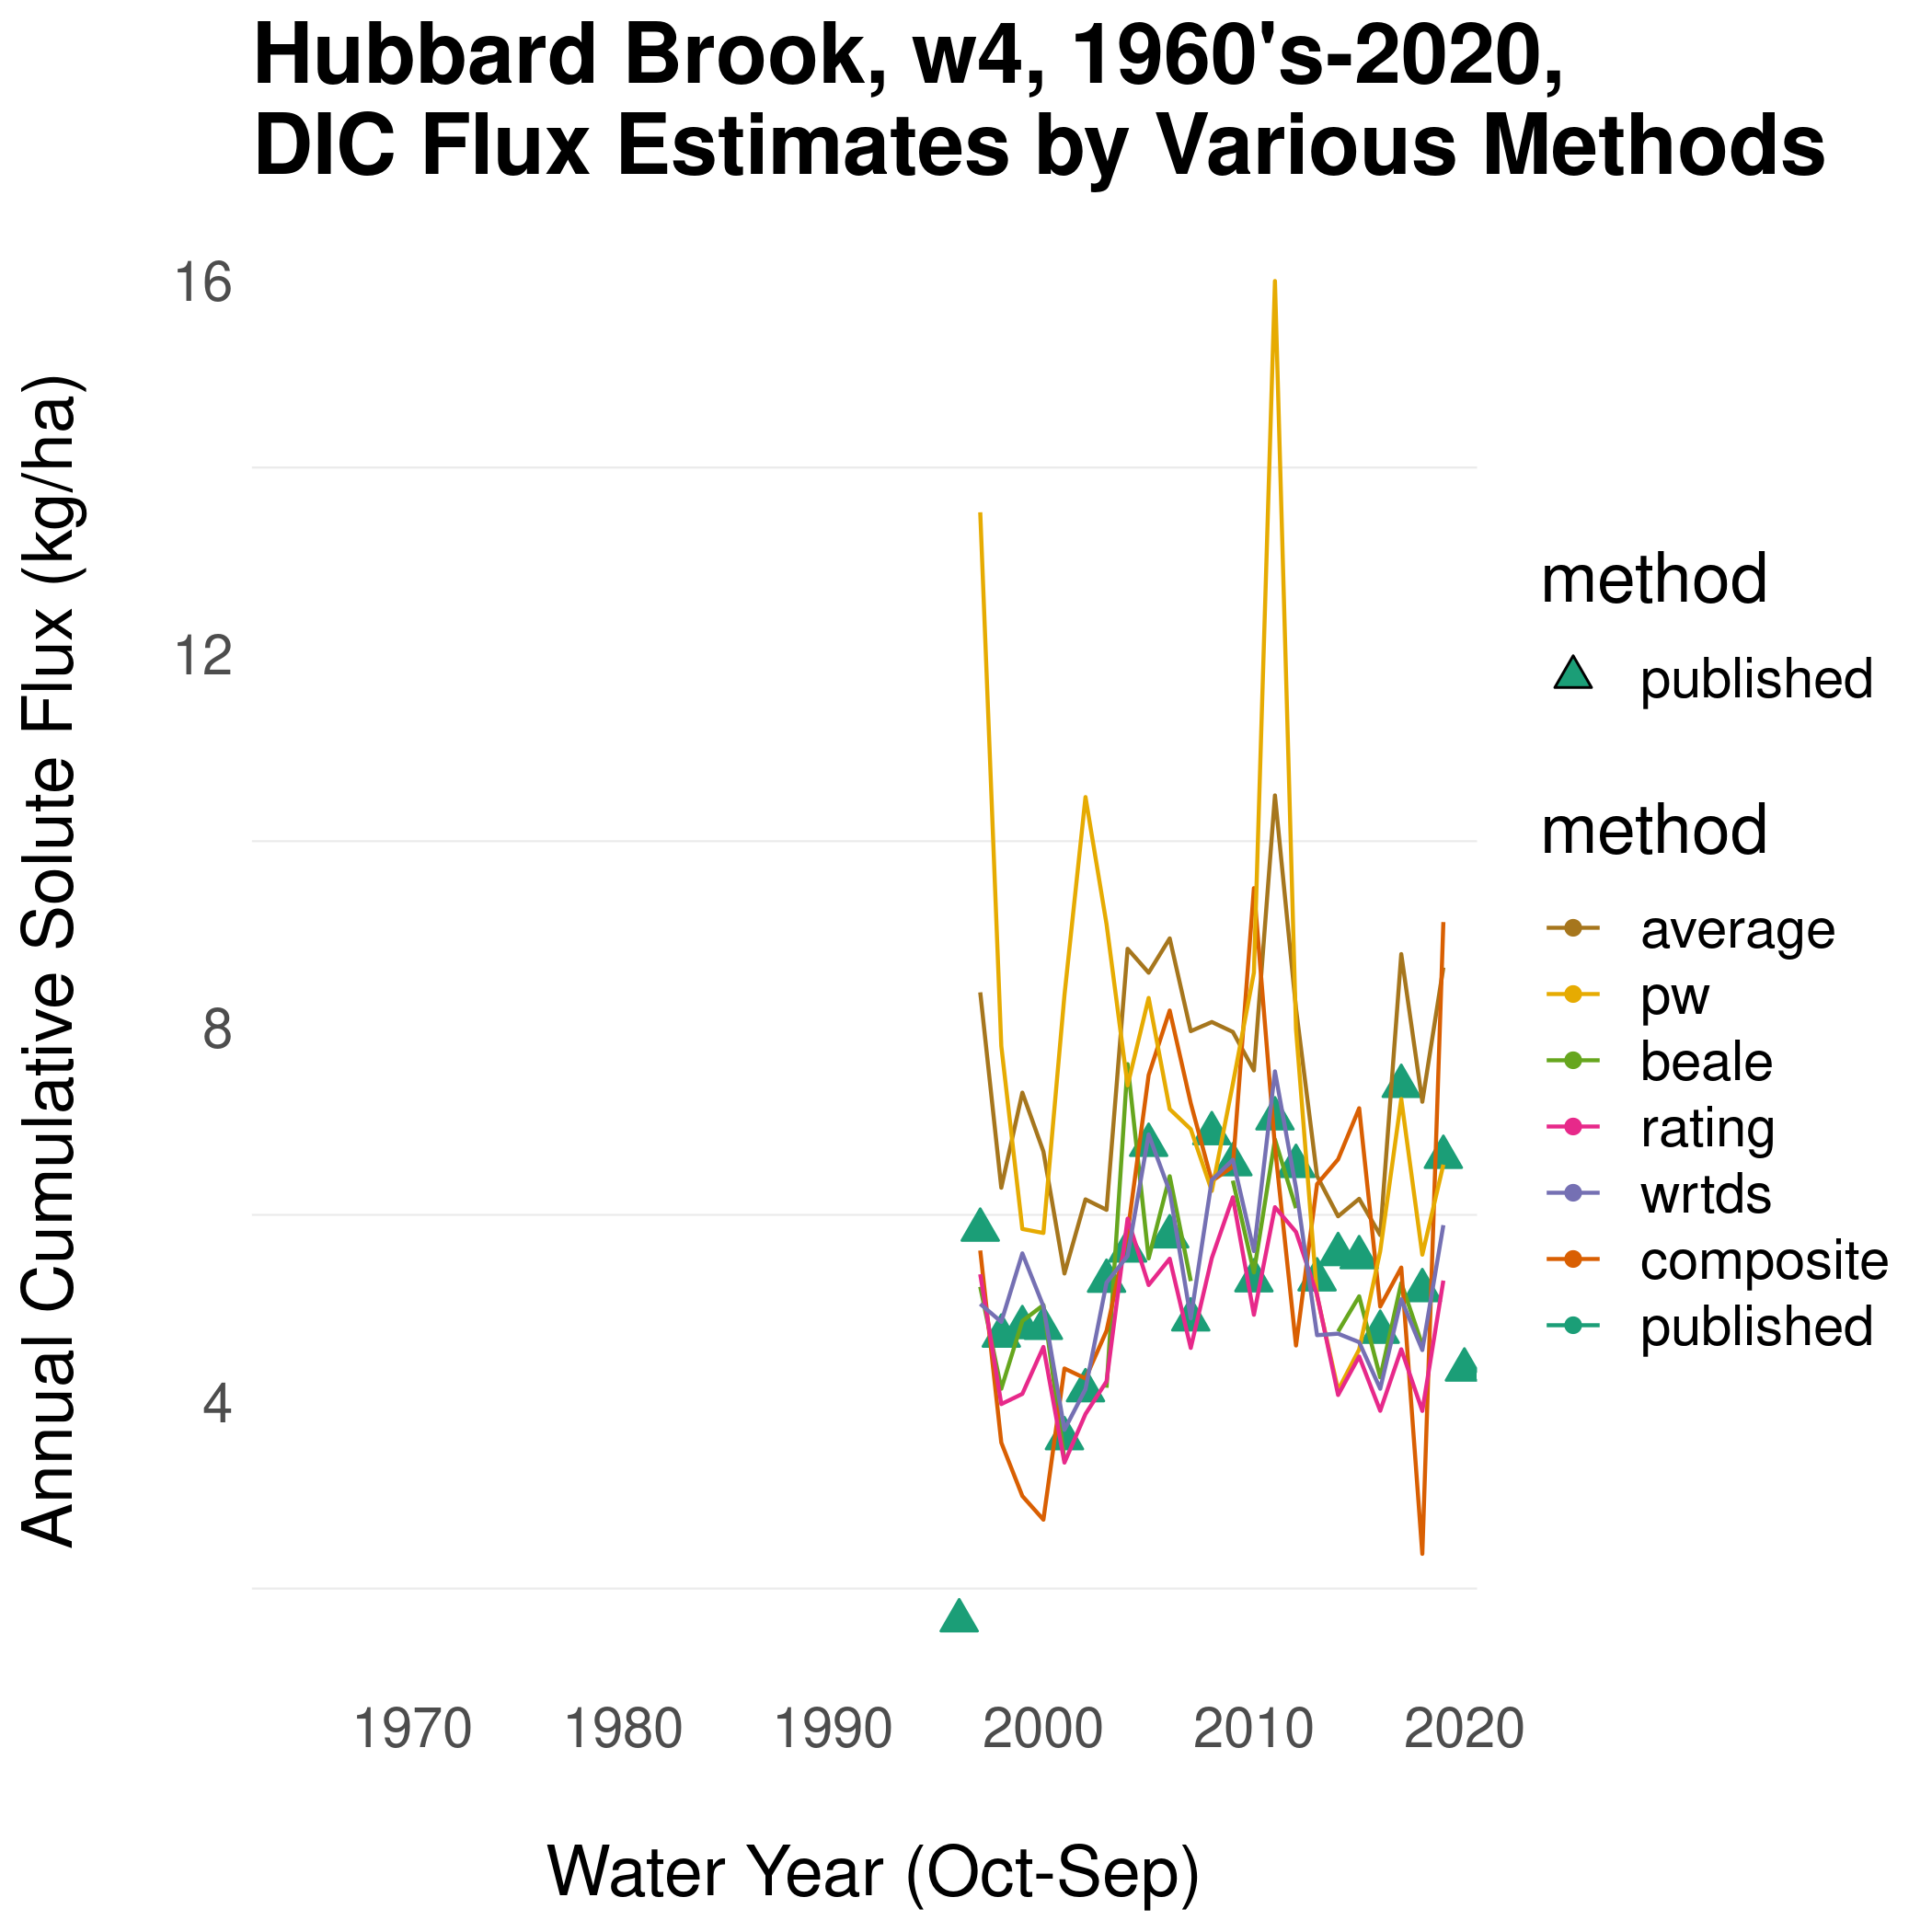 Hubbard Brook, w4, 1960's-2020,
DIC Flux Estimates by Various Methods
Annual Cumulative Solute Flux (kg/ha)
16
12
8
4
1970 1980 1990 2000 2010 2020
Water Year (Oct-Sep)
method
published
method
average
pw
beale
rating
wrtds
composite
published